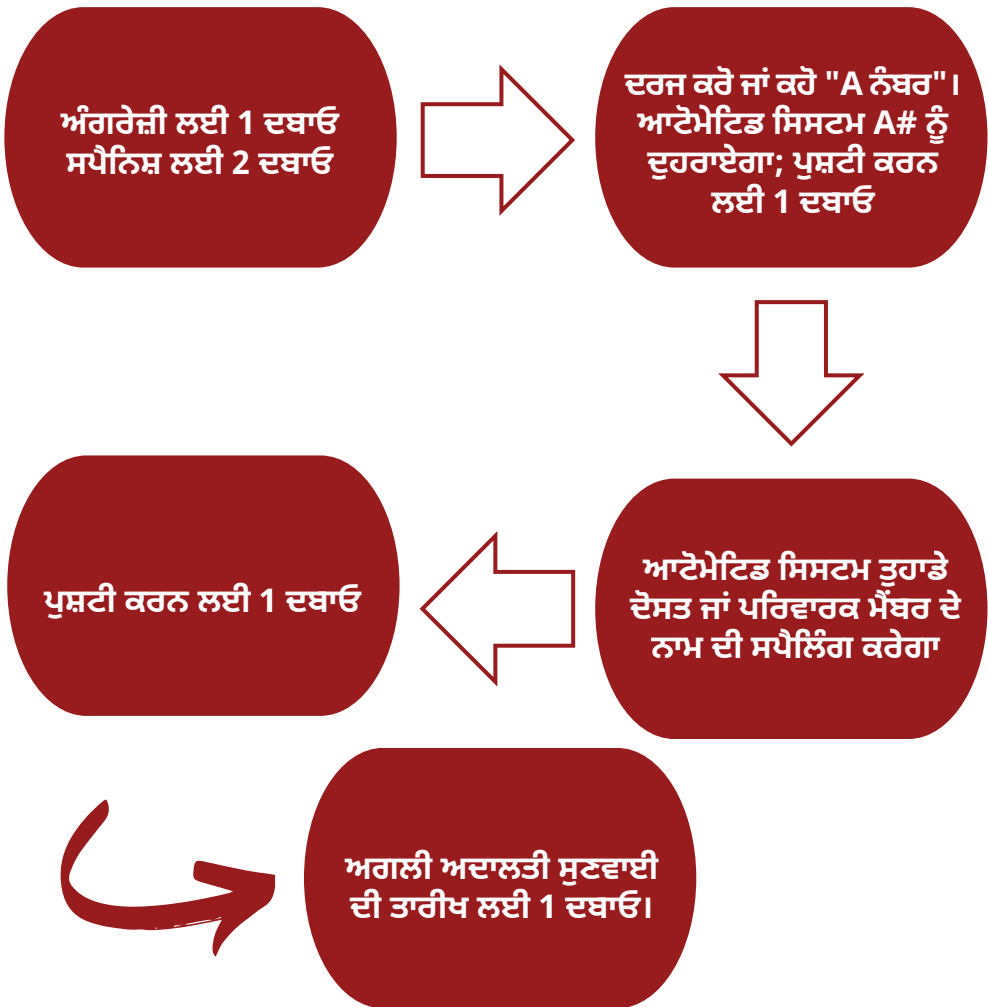 ਅੰਗਰੇਜ਼ੀ ਲਈ 1 ਦਬਾਓ
ਸਪੈਨਿਸ਼ ਲਈ 2 ਦਬਾਓ
ਦਰਜ ਕਰੋ ਜਾਂ ਕਹੋ "A ਨੰਬਰ"।
ਆਟੋਮੇਟਿਡ ਸਿਸਟਮ A# ਨੂੰ
ਦੁਹਰਾਏਗਾ; ਪੁਸ਼ਟੀ ਕਰਨ
ਲਈ 1 ਦਬਾਓ
ਆਟੋਮੇਟਿਡ ਸਿਸਟਮ ਤੁਹਾਡੇ
ਦੋਸਤ ਜਾਂ ਪਰਿਵਾਰਕ ਮੈਂਬਰ ਦੇ
ਨਾਮ ਦੀ ਸਪੈਲਿੰਗ ਕਰੇਗਾ
ਪੁਸ਼ਟੀ ਕਰਨ ਲਈ 1 ਦਬਾਓ
ਅਗਲੀ ਅਦਾਲਤੀ ਸੁਣਵਾਈ
ਦੀ ਤਾਰੀਖ ਲਈ 1 ਦਬਾਓ।